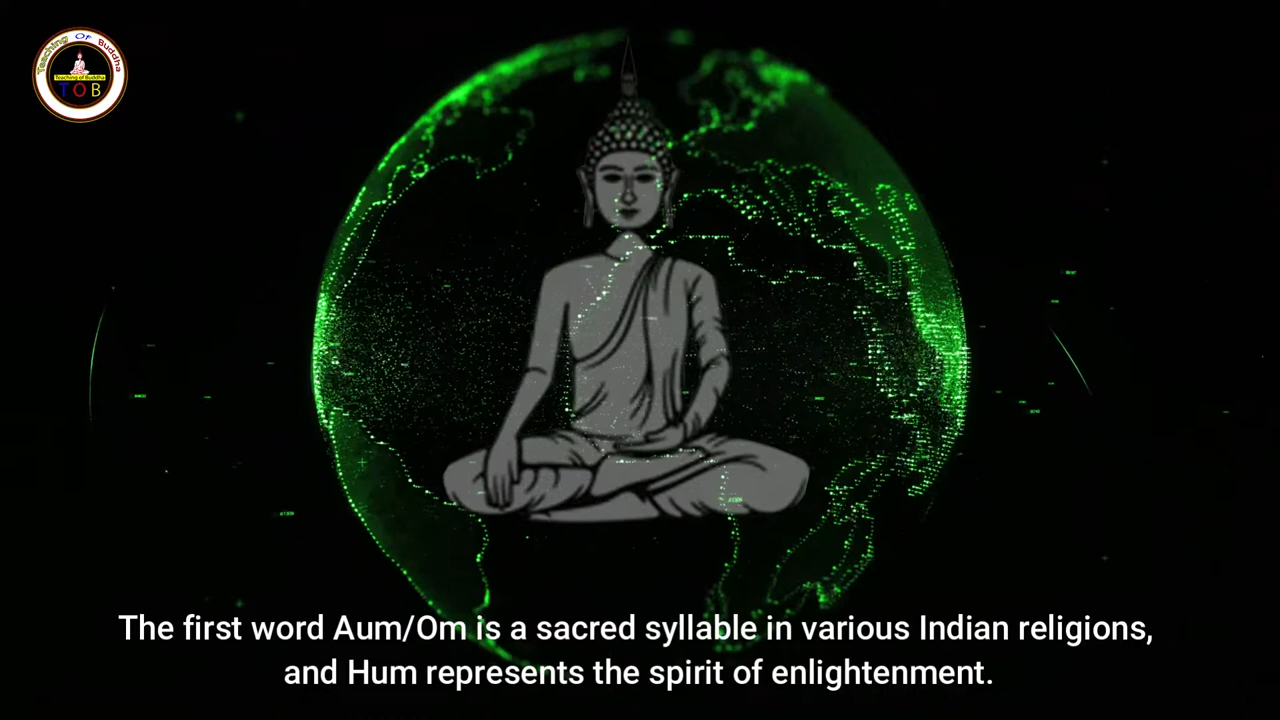 Teaching Of Buddha
Teaching of Buddha
TOB
The first word Aum/Om is a sacred syllable in various Indian religions,
and Hum represents the spirit of enlightenment.